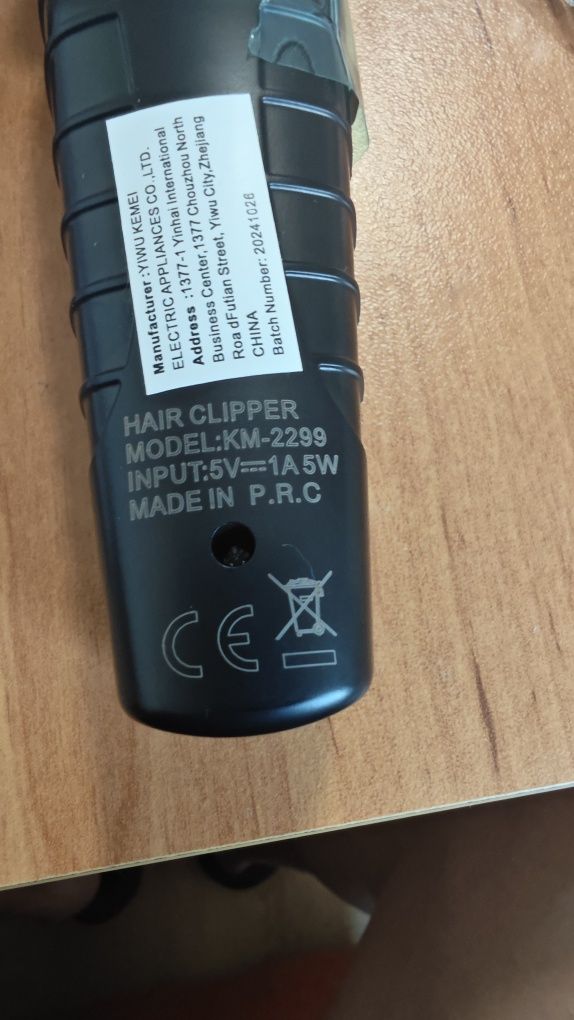 Manufacturer :YIWU KEMEI
ELECTRIC APPLIANCES CO.,LTD.
Address :1377-1 Yinhai International
Business Center,1377 Chouzhou North
Roa dFutian Street, Yiwu City,Zhejiang
CHINA
Batch Number: 20241026
HAIR CLIPPER
MODEL:KM-2299
INPUT:5V⎓1A 5W
MADE IN P.R.C
CE